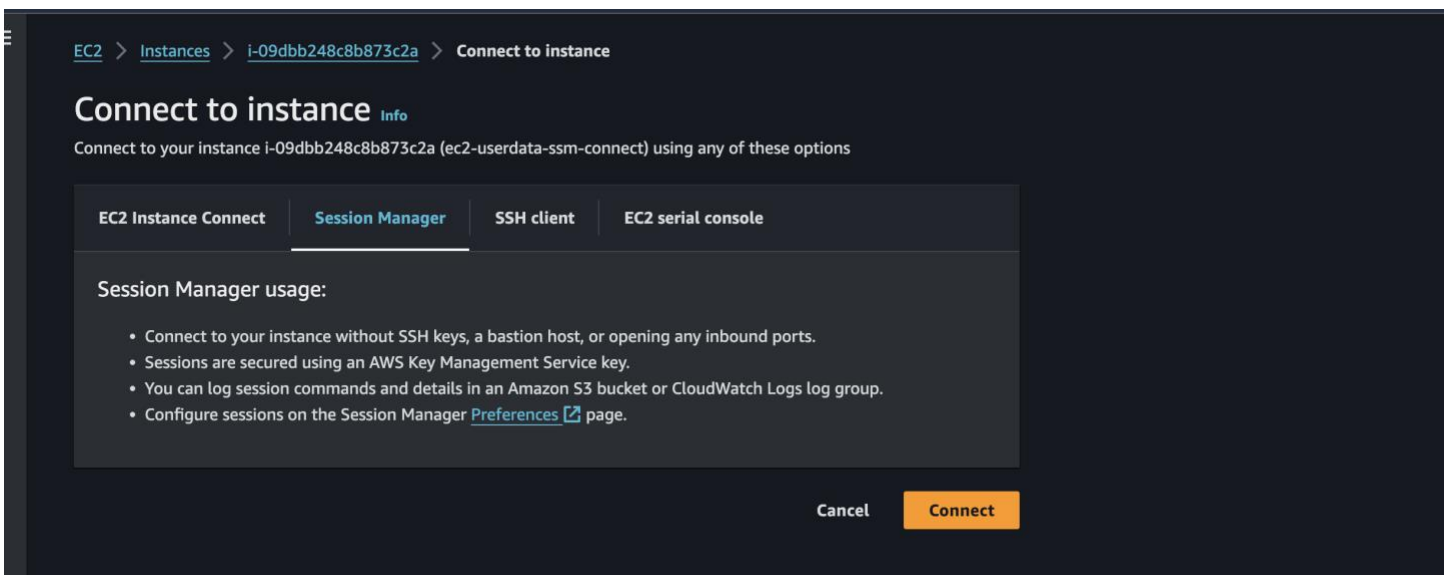 EC2 > Instances > i-09dbb248c8b873c2a > Connect to instance
Connect to instance Info
Connect to your instance i-09dbb248c8b873c2a (ec2-userdata-ssm-connect) using any of these options
EC2 Instance Connect Session Manager SSH client EC2 serial console
Session Manager usage:
• Connect to your instance without SSH keys, a bastion host, or opening any inbound ports.
• Sessions are secured using an AWS Key Management Service key.
• You can log session commands and details in an Amazon S3 bucket or CloudWatch Logs log group.
• Configure sessions on the Session Manager Preferences page.
Cancel Connect